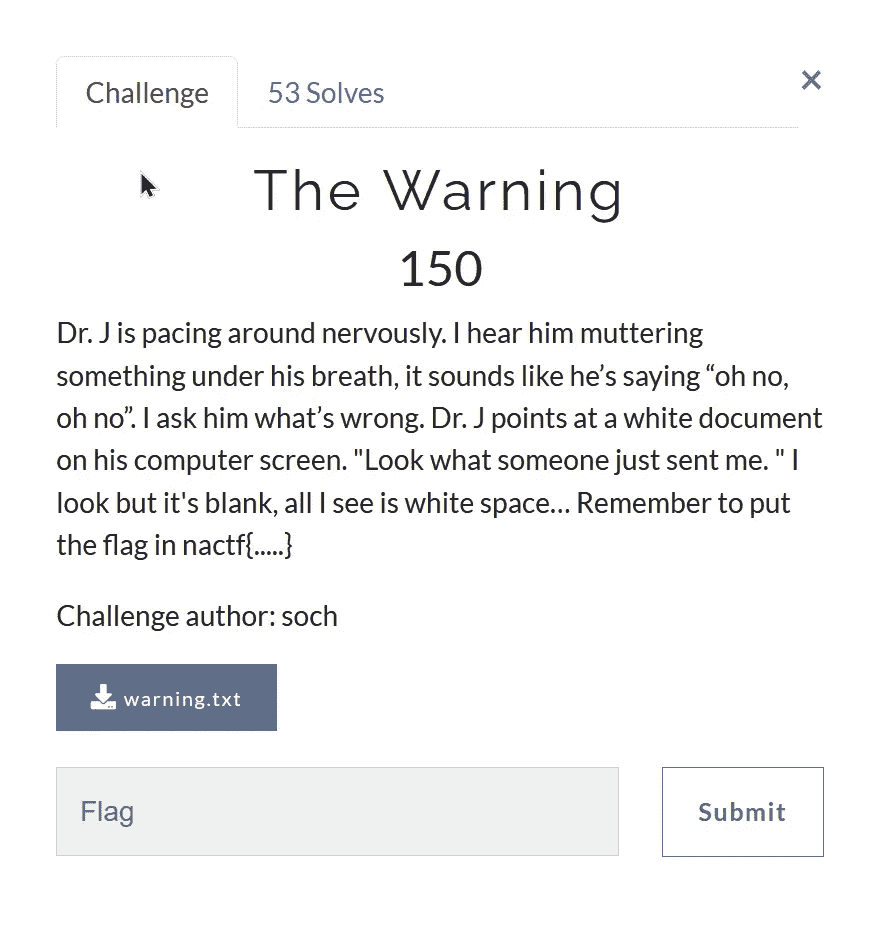 Challenge
53 Solves
×
The Warning
150
Dr. J is pacing around nervously. I hear him muttering
something under his breath, it sounds like he’s saying “oh no,
oh no”. I ask him what’s wrong. Dr. J points at a white document
on his computer screen. "Look what someone just sent me. " I
look but it's blank, all I see is white space... Remember to put
the flag in nactf{.....}
Challenge author: soch
warning.txt
Flag
Submit